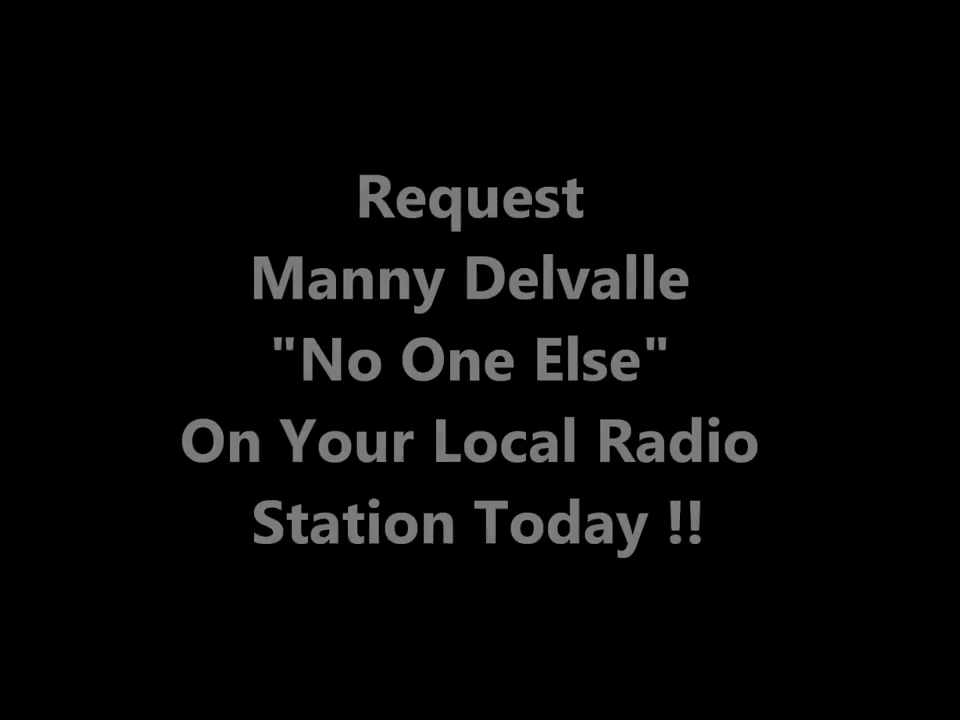 Request
Manny Delvalle
"No One Else"
On Your Local Radio
Station Today !!